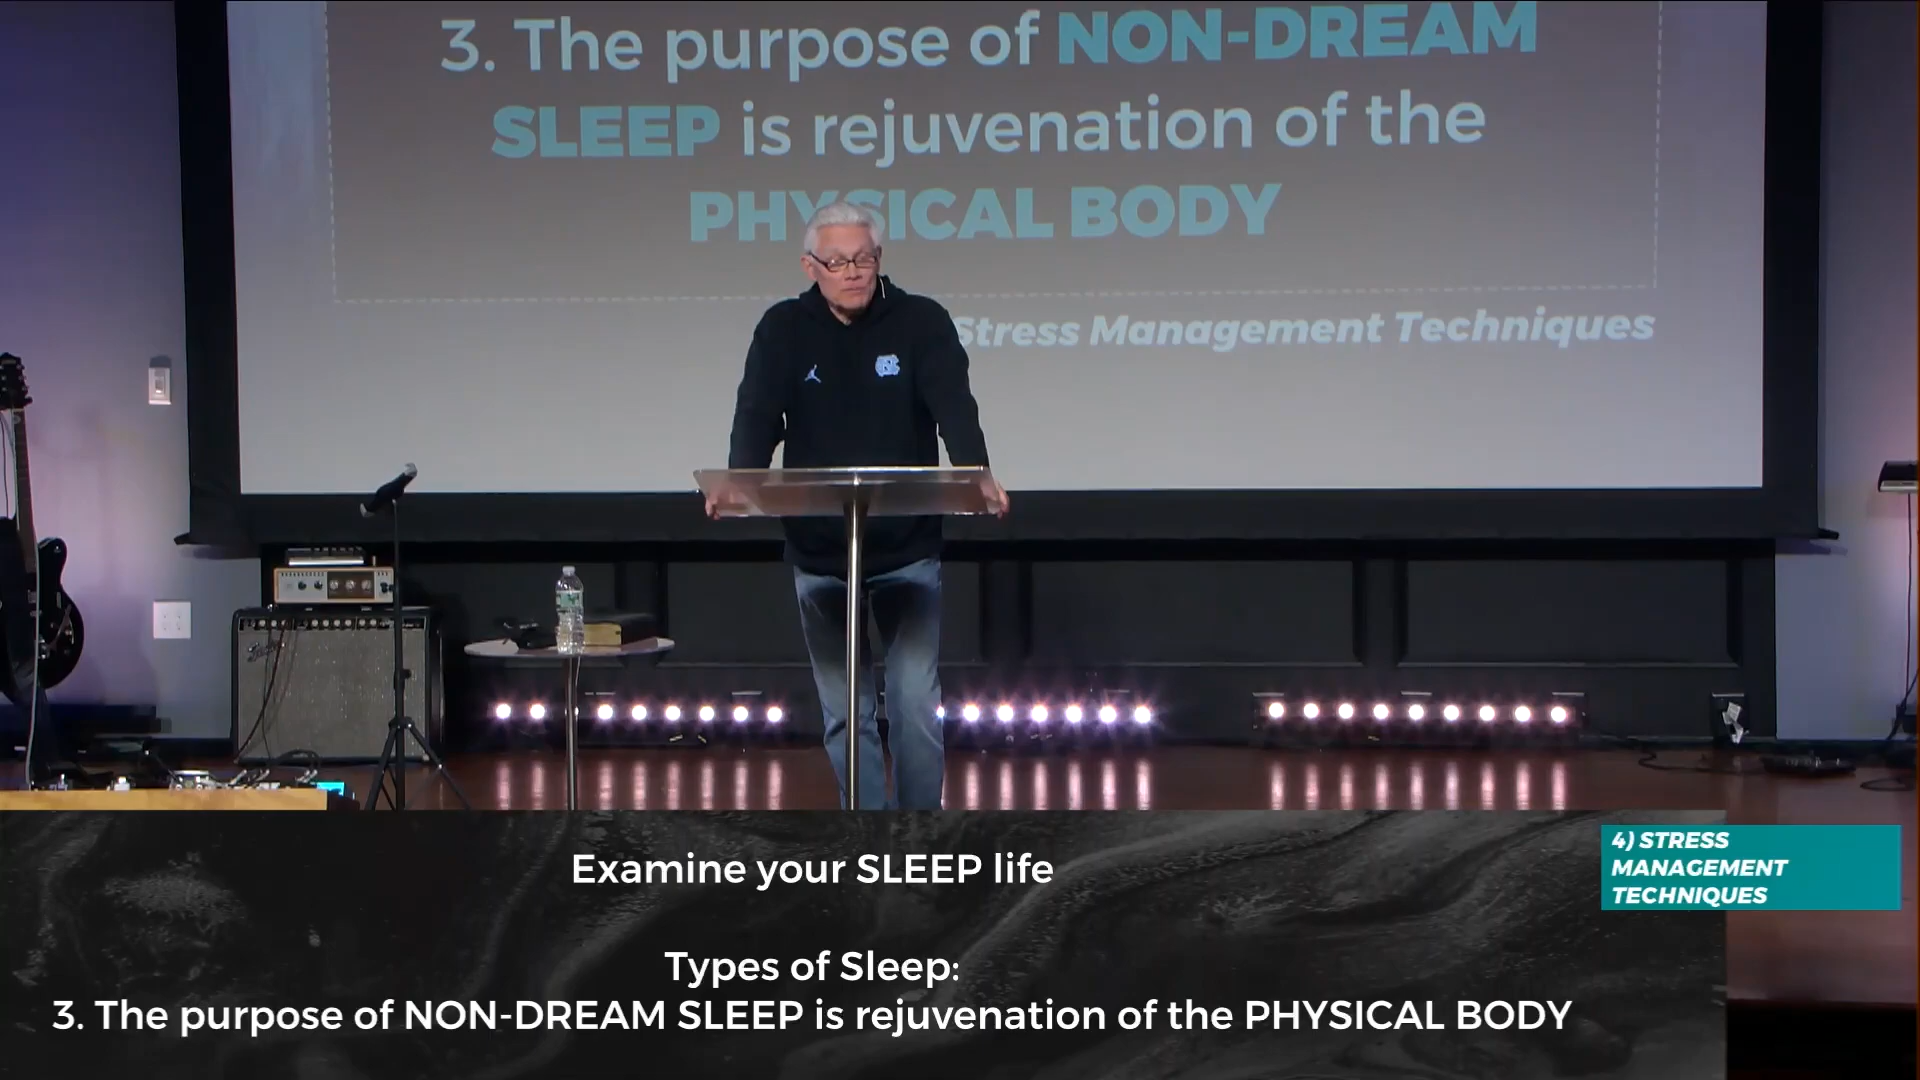 3. The purpose of NON-DREAM
SLEEP is rejuvenation of the
PHYSICAL BODY
Stress Management Techniques
Examine your SLEEP life
4) STRESS
MANAGEMENT
TECHNIQUES
Types of Sleep:
3. The purpose of NON-DREAM SLEEP is rejuvenation of the PHYSICAL BODY